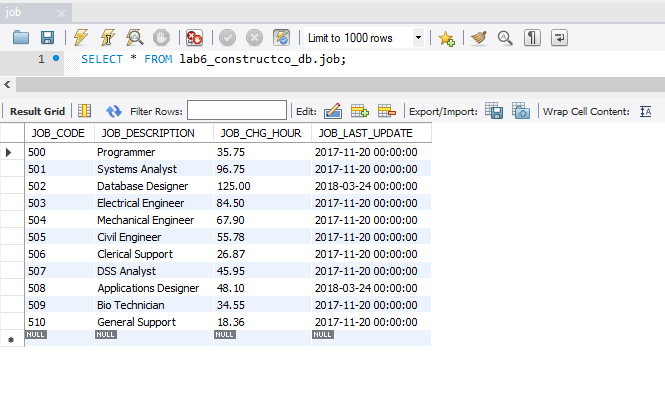 job
Limit to 1000 rows
1 SELECT * FROM lab6_constructco_db.job;
Result Grid Filter Rows: Edit: Export/Import: Wrap Cell Content: IA
JOB_CODE JOB_DESCRIPTION JOB_CHG_HOUR JOB_LAST_UPDATE
500 Programmer 35.75 2017-11-20 00:00:00
501 Systems Analyst 96.75 2017-11-20 00:00:00
502 Database Designer 125.00 2018-03-24 00:00:00
503 Electrical Engineer 84.50 2017-11-20 00:00:00
504 Mechanical Engineer 67.90 2017-11-20 00:00:00
505 Civil Engineer 55.78 2017-11-20 00:00:00
506 Clerical Support 26.87 2017-11-20 00:00:00
507 DSS Analyst 45.95 2017-11-20 00:00:00
508 Applications Designer 48.10 2018-03-24 00:00:00
509 Bio Technician 34.55 2017-11-20 00:00:00
510 General Support 18.36 2017-11-20 00:00:00
NULL NULL NULL NULL